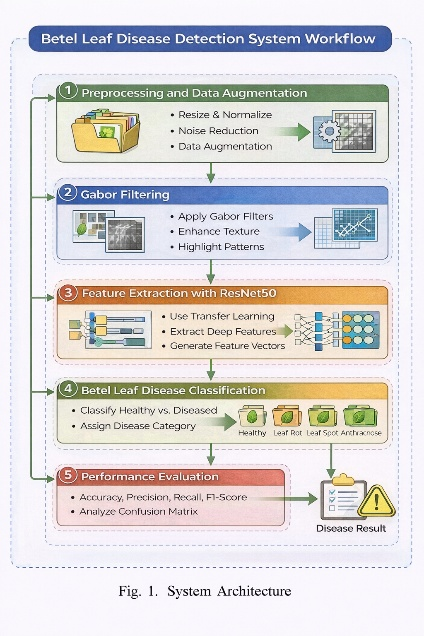 Betel Leaf Disease Detection System Workflow
1 Preprocessing and Data Augmentation
• Resize & Normalize
• Noise Reduction
• Data Augmentation
2 Gabor Filtering
• Apply Gabor Filters
• Enhance Texture
• Highlight Patterns
3 Feature Extraction with ResNet50
• Use Transfer Learning
• Extract Deep Features
• Generate Feature Vectors
4 Betel Leaf Disease Classification
• Classify Healthy vs. Diseased
• Assign Disease Category
Healthy Leaf Rot Leaf Spot Anthracnose
5 Performance Evaluation
• Accuracy, Precision, Recall, F1-Score
• Analyze Confusion Matrix
Disease Result
Fig. 1. System Architecture